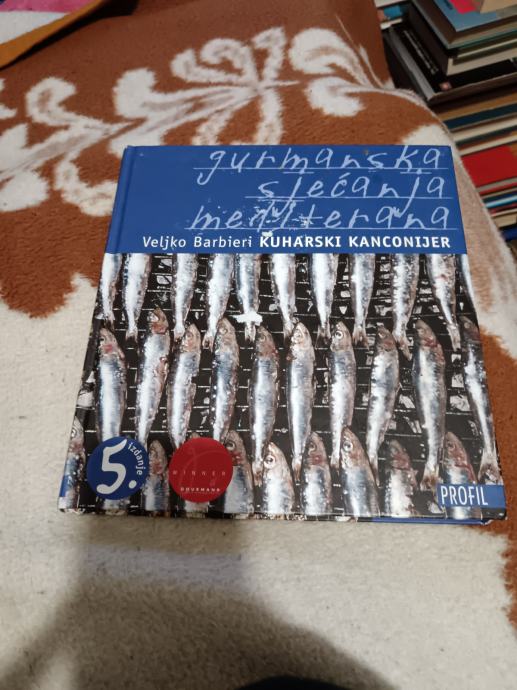 gurmanska
sjećanja
mediterana
Veljko Barbieri KUHARSKI KANCONIJER
5. izdanje
WINNER
GOURMAND
PROFIL